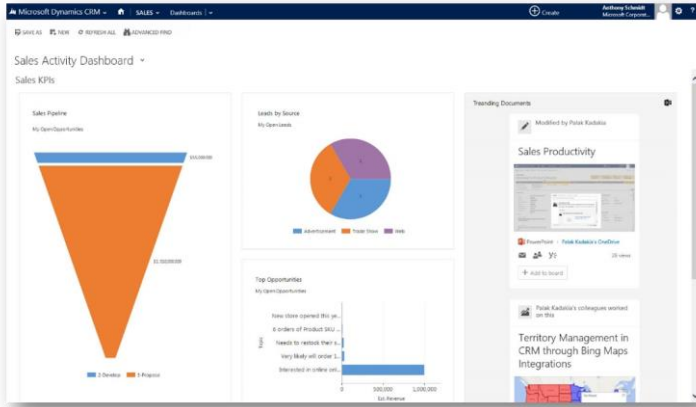 Microsoft Dynamics CRM
SALES
Dashboards
Create
Anthony Schmidt
Microsoft Corporat...
SAVE AS
NEW
REFRESH ALL
ADVANCED FIND
Sales Activity Dashboard
Sales KPIs
Sales Pipeline
My Open Opportunities
2-Develop
3-Propose
Leads by Source
My Open Leads
Advertisement
Trade Show
Web
Top Opportunities
My Open Opportunities
New store opened this ye...
6 orders of Product SKU ...
Needs to restock their s...
Very likely will order 1...
Interested in online onl...
Topic
0
500,000
1,000,000
Est. Revenue
Treanding Documents
Modified by Palak Kadakia
Sales Productivity
PowerPoint
Palak Kadakia's OneDrive
Add to board
Palak Kadakia's colleagues worked
on this
Territory Management in
CRM through Bing Maps
Integrations